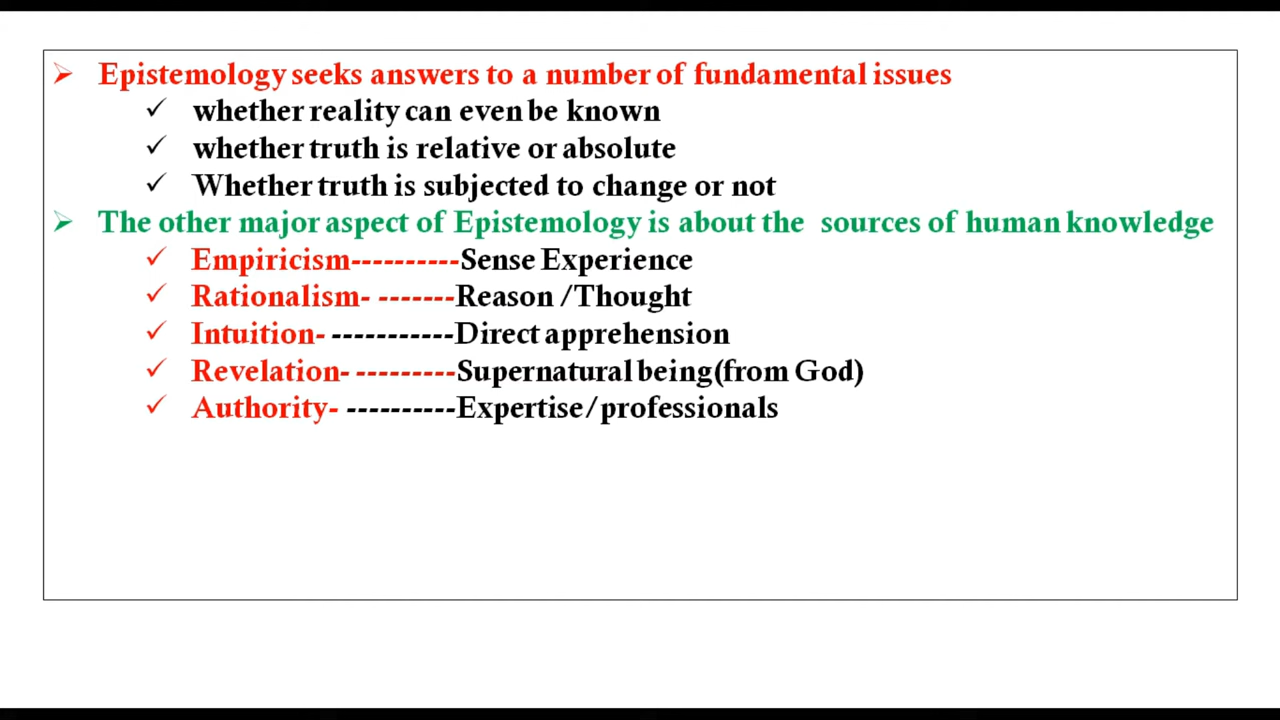 ➢ Epistemology seeks answers to a number of fundamental issues
✓ whether reality can even be known
✓ whether truth is relative or absolute
✓ Whether truth is subjected to change or not
➢ The other major aspect of Epistemology is about the sources of human knowledge
✓ Empiricism----------Sense Experience
✓ Rationalism- -------Reason /Thought
✓ Intuition- -----------Direct apprehension
✓ Revelation- ---------Supernatural being(from God)
✓ Authority- ----------Expertise/professionals